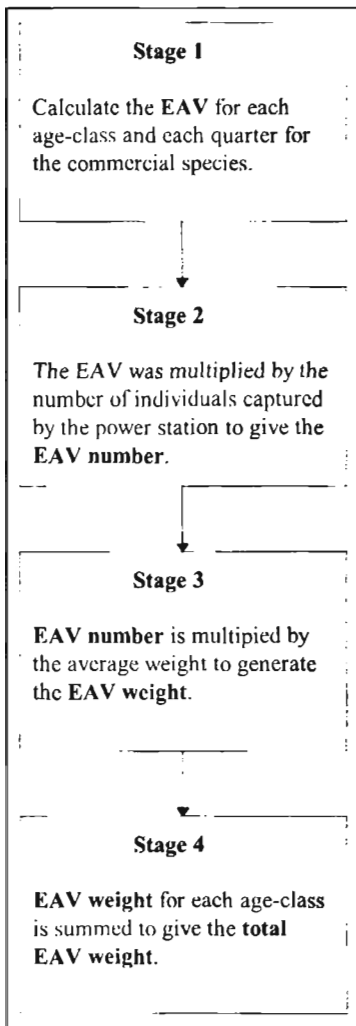 Stage 1
Calculate the EAV for each
age-class and each quarter for
the commercial species.
Stage 2
The EAV was multiplied by the
number of individuals captured
by the power station to give the
EAV number.
Stage 3
EAV number is multipied by
the average weight to generate
the EAV weight.
Stage 4
EAV weight for each age-class
is summed to give the total
EAV weight.